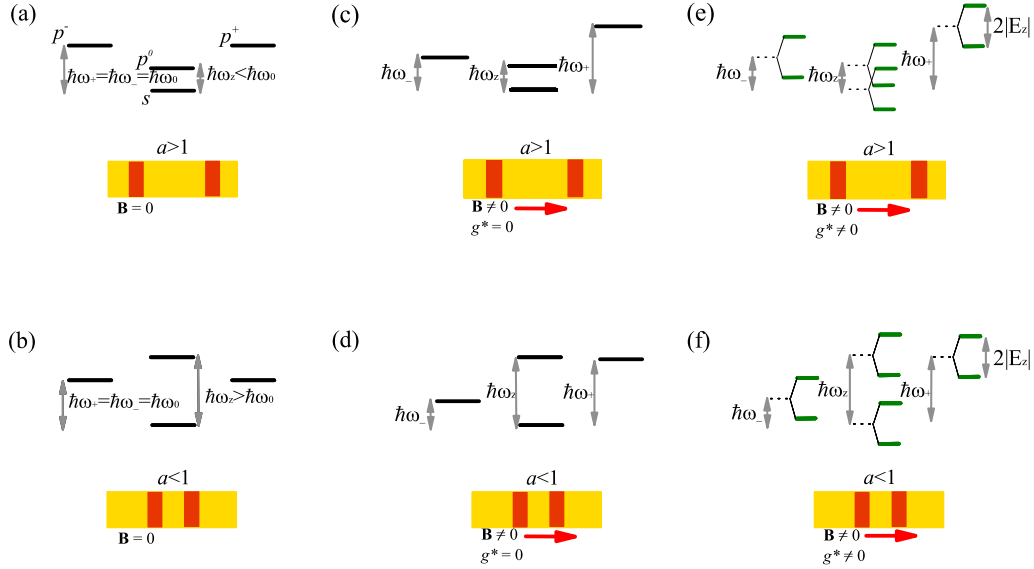 (a)
p⁻
p⁺
p⁰
ħω₊=ħω₋=ħω₀
ħω_z<ħω₀
s
a>1
B = 0
(c)
ħω₋
ħω_z
ħω₊
a>1
B ≠ 0
g* = 0
(e)
ħω₋
ħω_z
ħω₊
2|E_z|
a>1
B ≠ 0
g* ≠ 0
(b)
ħω₊=ħω₋=ħω₀
ħω_z>ħω₀
a<1
B = 0
(d)
ħω₋
ħω_z
ħω₊
a<1
B ≠ 0
g* = 0
(f)
ħω₋
ħω_z
ħω₊
2|E_z|
a<1
B ≠ 0
g* ≠ 0